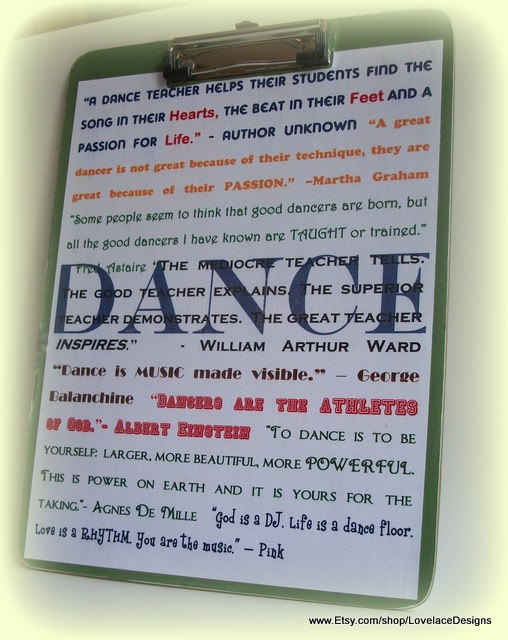 "A DANCE TEACHER HELPS THEIR STUDENTS FIND THE
SONG IN THEIR Hearts, THE BEAT IN THEIR Feet AND A
PASSION FOR Life." - AUTHOR UNKNOWN "A great
dancer is not great because of their technique, they are
great because of their PASSION." –Martha Graham
"Some people seem to think that good dancers are born, but
all the good dancers I have known are TAUGHT or trained."
- Fred Astaire "THE MEDIOCRE TEACHER TELLS.
DANCE
THE GOOD TEACHER EXPLAINS. THE SUPERIOR
TEACHER DEMONSTRATES. THE GREAT TEACHER
INSPIRES." - WILLIAM ARTHUR WARD
"Dance is MUSIC made visible." – George
Balanchine "DANCERS ARE THE ATHLETES
OF GOD."- ALBERT EINSTEIN "TO DANCE IS TO BE
YOURSELF: LARGER, MORE BEAUTIFUL, MORE POWERFUL.
THIS IS POWER ON EARTH AND IT IS YOURS FOR THE
TAKING."- AGNES DE MILLE "God is a DJ. Life is a dance floor.
Love is a RHYTHM. You are the music." – Pink
www.Etsy.com/shop/LovelaceDesigns